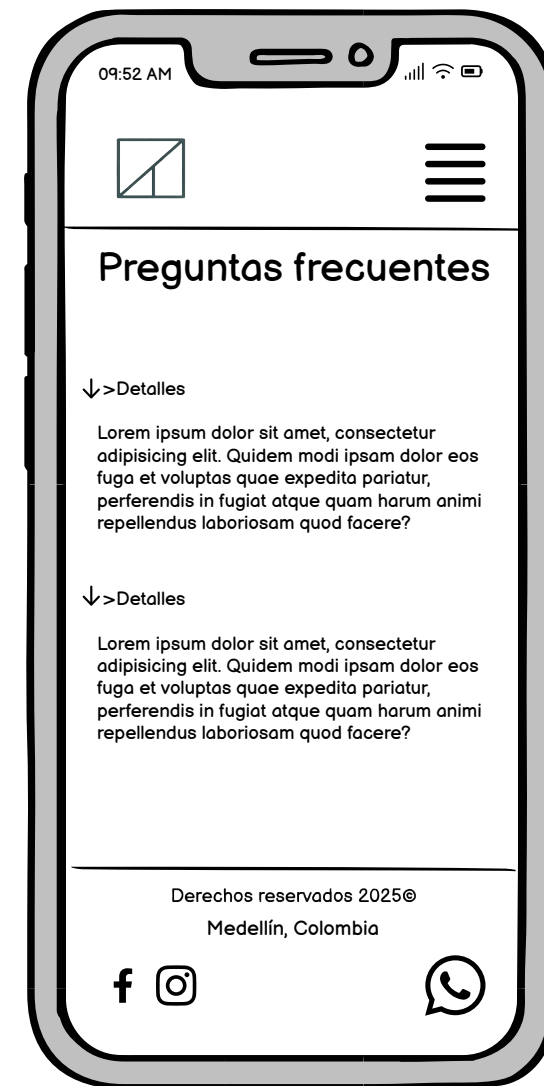 09:52 AM
Preguntas frecuentes
>Detalles
Lorem ipsum dolor sit amet, consectetur
adipisicing elit. Quidem modi ipsam dolor eos
fuga et voluptas quae expedita pariatur,
perferendis in fugiat atque quam harum animi
repellendus laboriosam quod facere?
>Detalles
Lorem ipsum dolor sit amet, consectetur
adipisicing elit. Quidem modi ipsam dolor eos
fuga et voluptas quae expedita pariatur,
perferendis in fugiat atque quam harum animi
repellendus laboriosam quod facere?
Derechos reservados 2025©
Medellín, Colombia